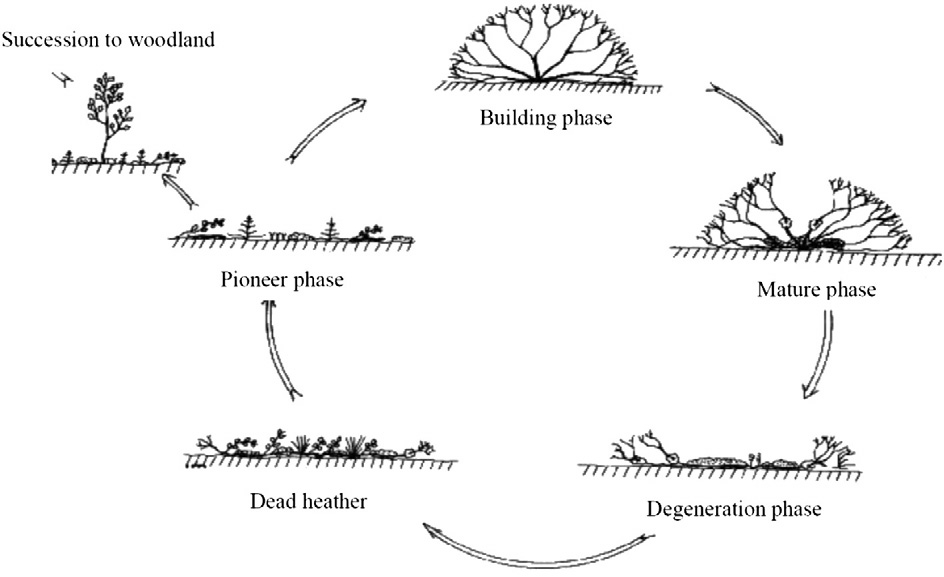 Succession to woodland
Building phase
Pioneer phase
Mature phase
Dead heather
Degeneration phase